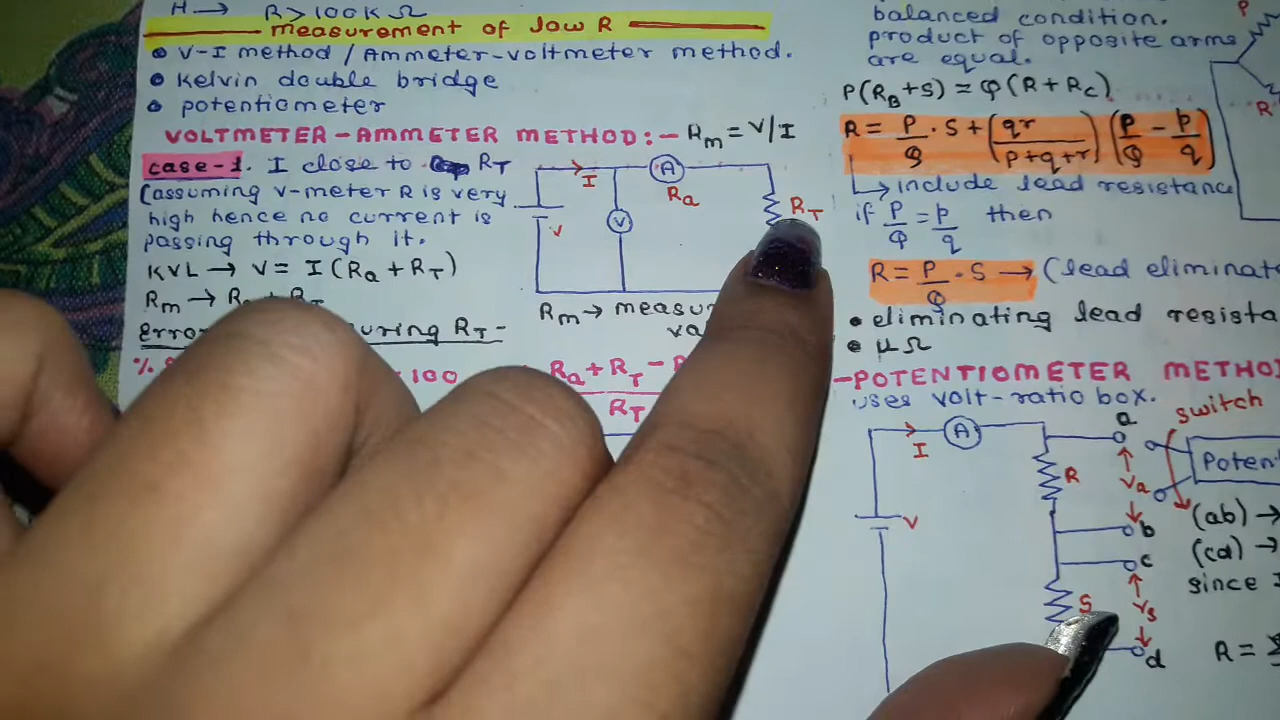 H → R > 100KΩ
measurement of low R
• V-I method / Ammeter-voltmeter method.
• Kelvin double bridge
• potentiometer
VOLTMETER-AMMETER METHOD:- Rm = V/I
case-1. I close to RT
(assuming V-meter R is very
high hence no current is
passing through it.
KVL → V = I(Ra + RT)
Rm →
I
A
Ra
V
V
RT
Rm → measu
Ra + RT -
RT
% 
× 100
balanced condition.
product of opposite arms
are equal.
P(RB+S) = Q(R+RC)
R = P/Q . S + (qr/p+q+r) (P/Q - p/q)
↳ include lead resistance
if P/Q = p/q then
R = P/Q . S → (lead eliminat
• eliminating lead resista
• μΩ
P
R
-POTENTIOMETER METHO
uses volt-ratio box.
I
A
V
R
S
a
switch
Va
b
c
Vs
d
Poten
(ab) →
(cd) →
since I
R =